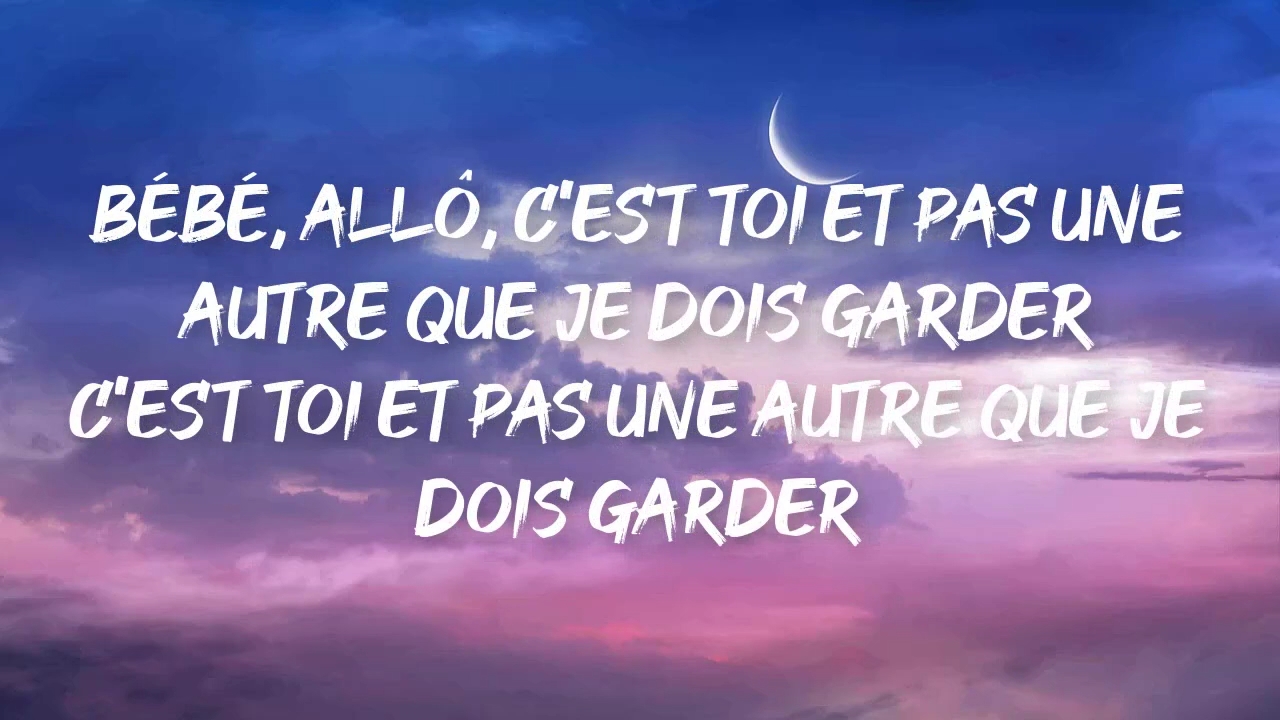 BÉBÉ, ALLÔ, C'EST TOI ET PAS UNE
AUTRE QUE JE DOIS GARDER
C'EST TOI ET PAS UNE AUTRE QUE JE
DOIS GARDER